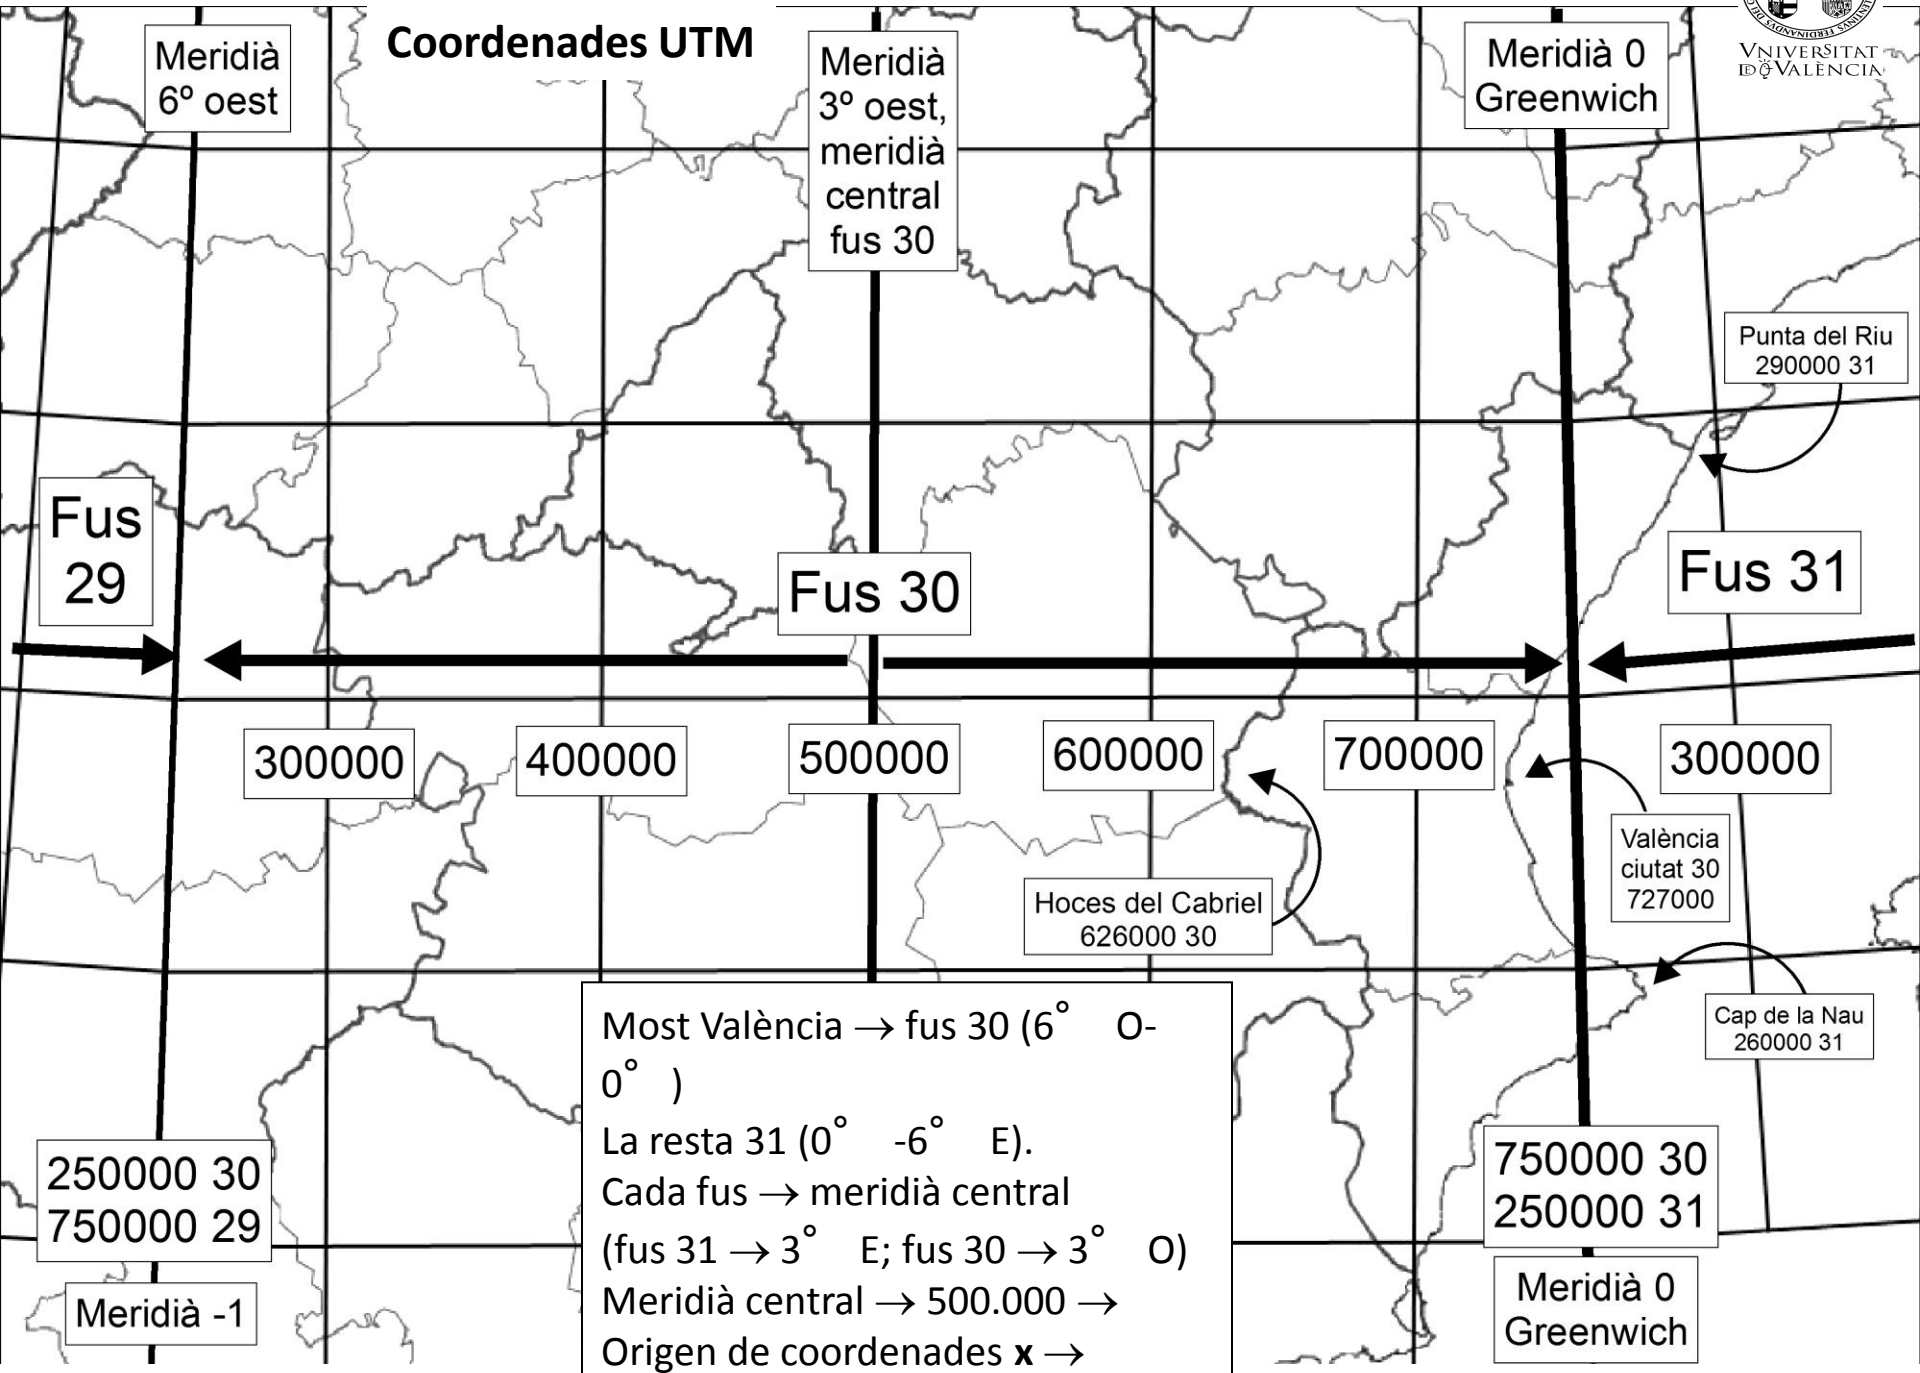 Coordenades UTM
Meridià
6º oest
Meridià
3º oest,
meridià
central
fus 30
Meridià 0
Greenwich
VNIVERSITAT
DQVALÈNCIA
Punta del Riu
290000 31
Fus
29
Fus 30
Fus 31
300000
400000
500000
600000
700000
300000
València
ciutat 30
727000
Hoces del Cabriel
626000 30
Cap de la Nau
260000 31
Most València → fus 30 (6° O-
0° )
La resta 31 (0° -6° E).
Cada fus → meridià central
(fus 31 → 3° E; fus 30 → 3° O)
Meridià central → 500.000 →
Origen de coordenades x →
250000 30
750000 29
Meridià -1
750000 30
250000 31
Meridià 0
Greenwich